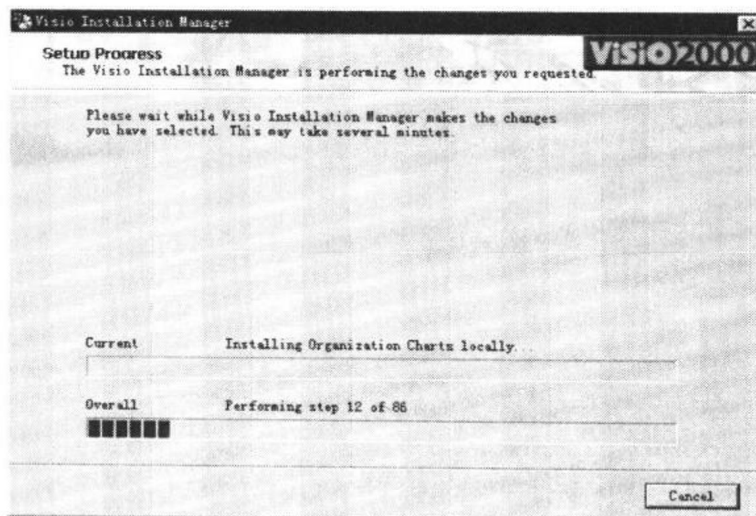 Visio Installation Manager
Setup Progress
The Visio Installation Manager is performing the changes you requested.
ViSiO2000
Please wait while Visio Installation Manager makes the changes
you have selected. This may take several minutes.
Current Installing Organization Charts locally.
Overall Performing step 12 of 86
Cancel